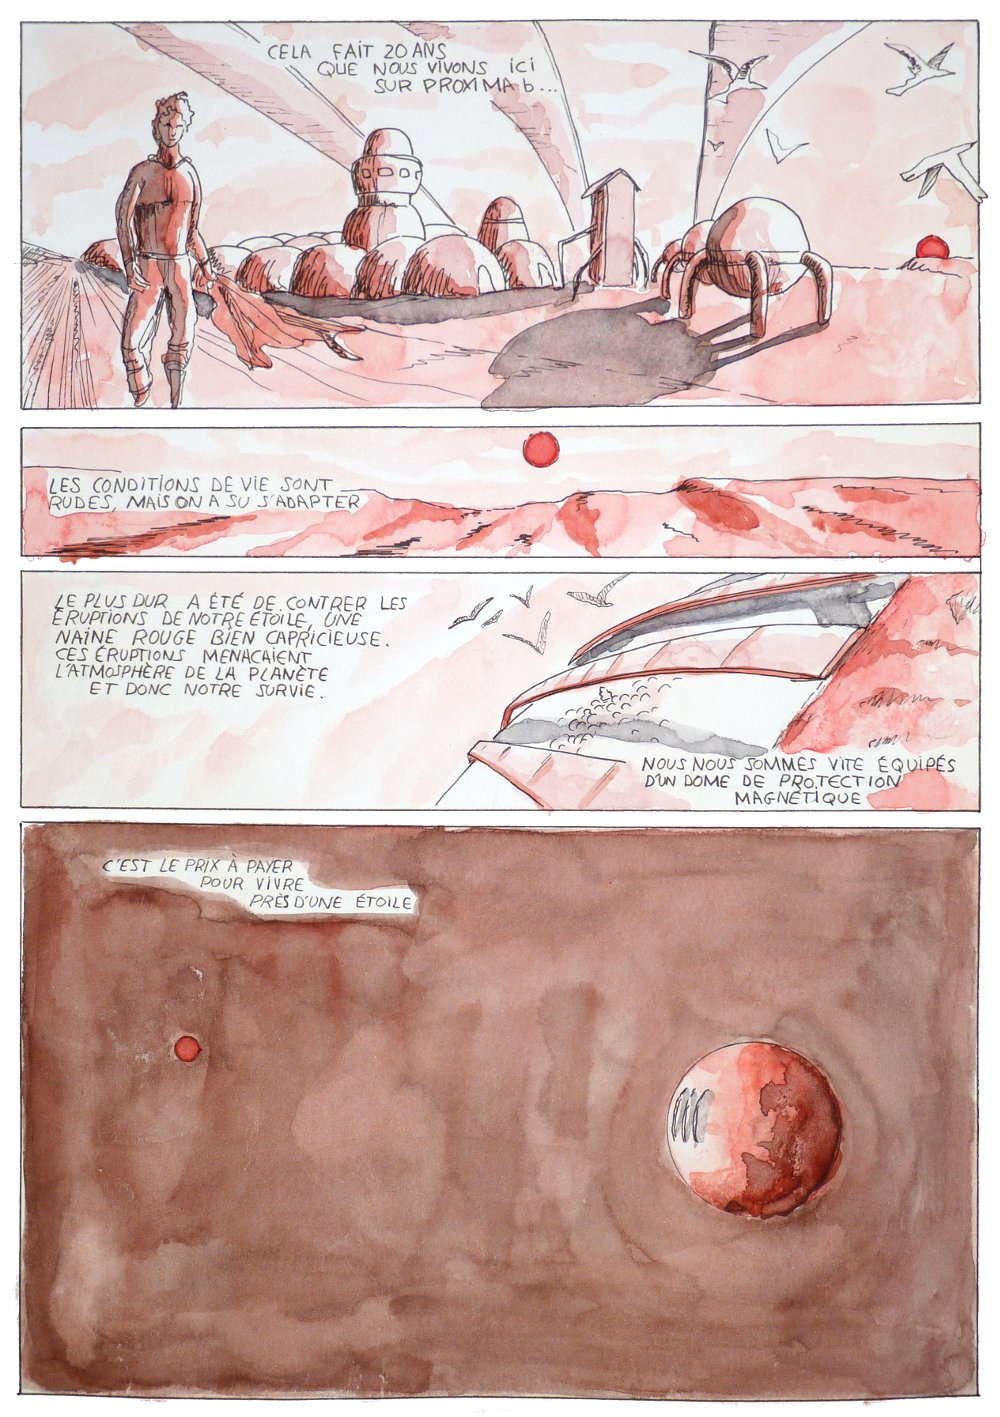 CELA FAIT 20 ANS
QUE NOUS VIVONS ICI
SUR PROXIMA b...
LES CONDITIONS DE VIE SONT
RUDES, MAIS ON A SU S'ADAPTER
LE PLUS DUR A ÉTÉ DE CONTRER LES
ÉRUPTIONS DE NOTRE ÉTOILE, UNE
NAINE ROUGE BIEN CAPRICIEUSE.
CES ÉRUPTIONS MENACAIENT
L'ATMOSPHÈRE DE LA PLANÈTE
ET DONC NOTRE SURVIE.
NOUS NOUS SOMMES VITE ÉQUIPÉS
D'UN DOME DE PROTECTION
MAGNÉTIQUE
C'EST LE PRIX À PAYER
POUR VIVRE
PRÈS D'UNE ÉTOILE